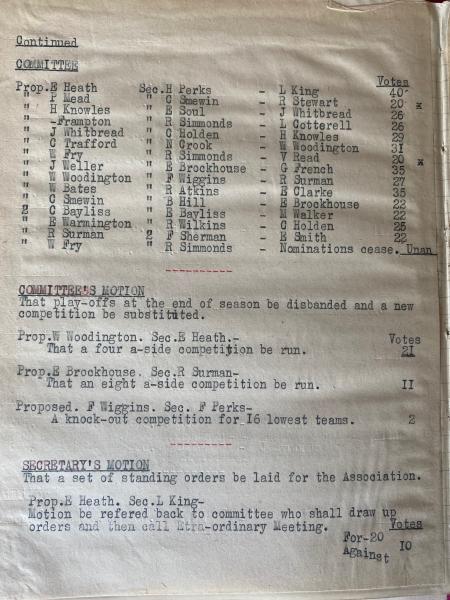 Continued
COMMITTEE
Votes
Prop.E Heath Sec.H Perks - L King 40
" P Mead " C Smewin - R Stewart 20 x
" H Knowles " E Soul - J Whitbread 26
" -Frampton " R Simmonds - L Cotterell 26
" J Whitbread " C Holden - H Knowles 29
" C Trafford " N Crook - W Woodington 31
" W Fry " R Simmonds - V Read 20 x
" J Weller " E Brockhouse - G French 35
" W Woodington " F Wiggins - R Surman 27
" W Bates " R Atkins - E Clarke 35
" C Smewin " B Hill - E Brockhouse 22
2 C Bayliss " E Bayliss - M Walker 22
" E Warmington " R Wilkins - C Holden 25
" R Surman 2 F Sherman - E Smith 22
" W Fry " R Simmonds - Nominations cease. Unan
----------
COMMITTEE'S MOTION
That play-offs at the end of season be disbanded and a new
competition be substituted.
Prop.W Woodington. Sec.E Heath.- Votes
That a four a-side competition be run. 21
Prop.E Brockhouse. Sec.R Surman-
That an eight a-side competition be run. II
Proposed. F Wiggins. Sec. F Perks-
A knock-out competition for I6 lowest teams. 2
----------
SECRETARY'S MOTION
That a set of standing orders be laid for the Association.
Prop.E Heath. Sec.L King-
Motion be refered back to committee who shall draw up
orders and then call Extra-ordinary Meeting. Votes
For-20
Against IO